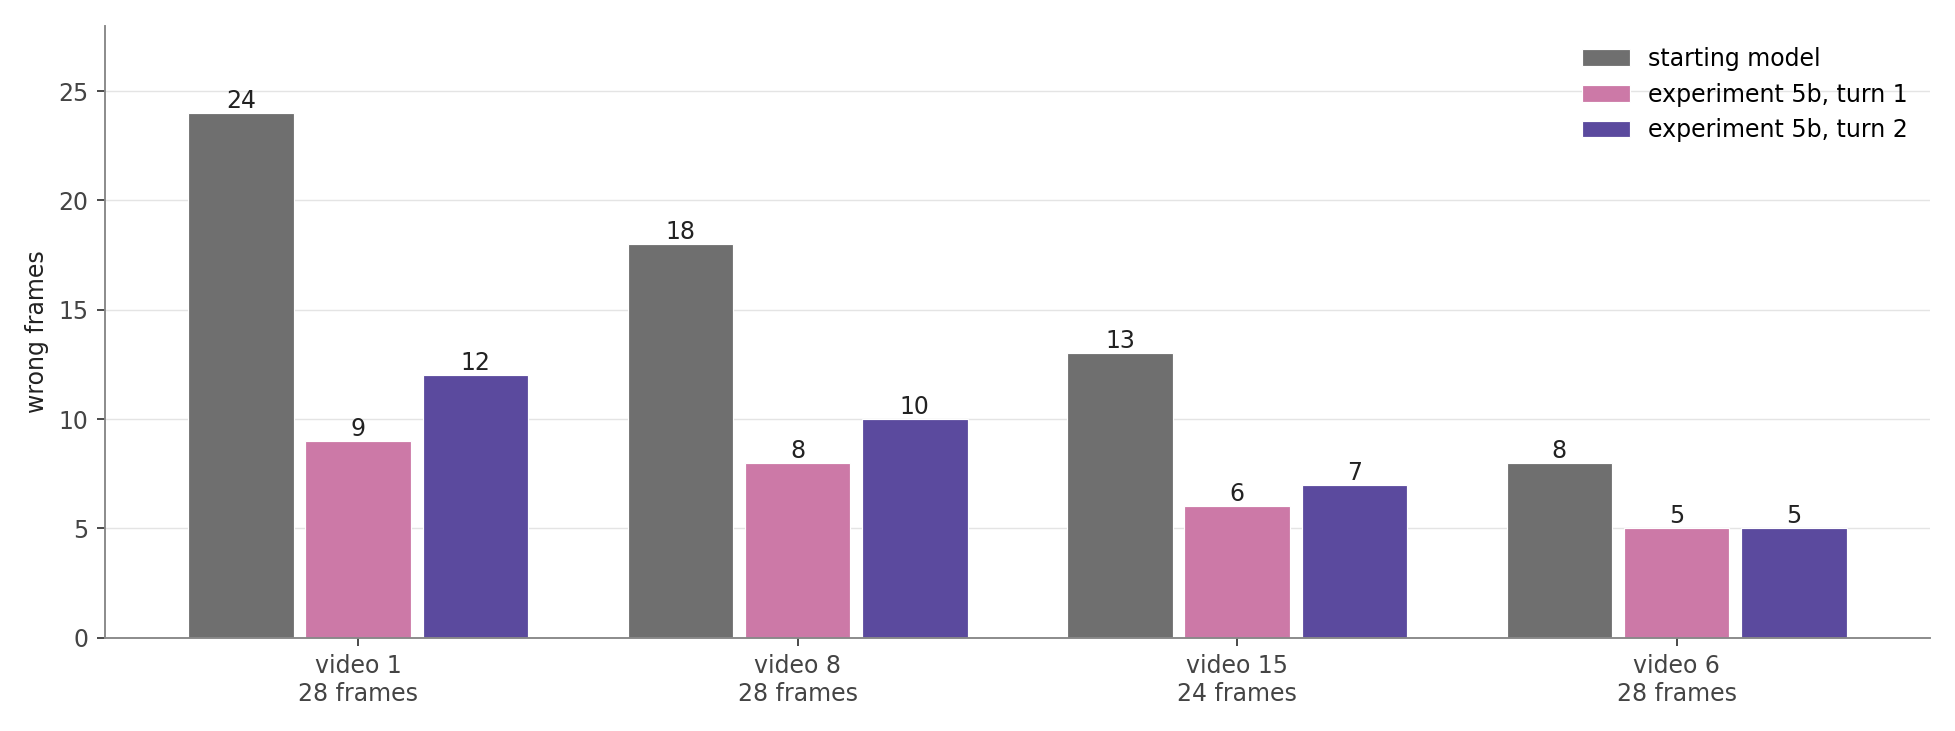 starting model
experiment 5b, turn 1
experiment 5b, turn 2
wrong frames
25
20
15
10
5
0
24
9
12
18
8
10
13
6
7
8
5
5
video 1
28 frames
video 8
28 frames
video 15
24 frames
video 6
28 frames